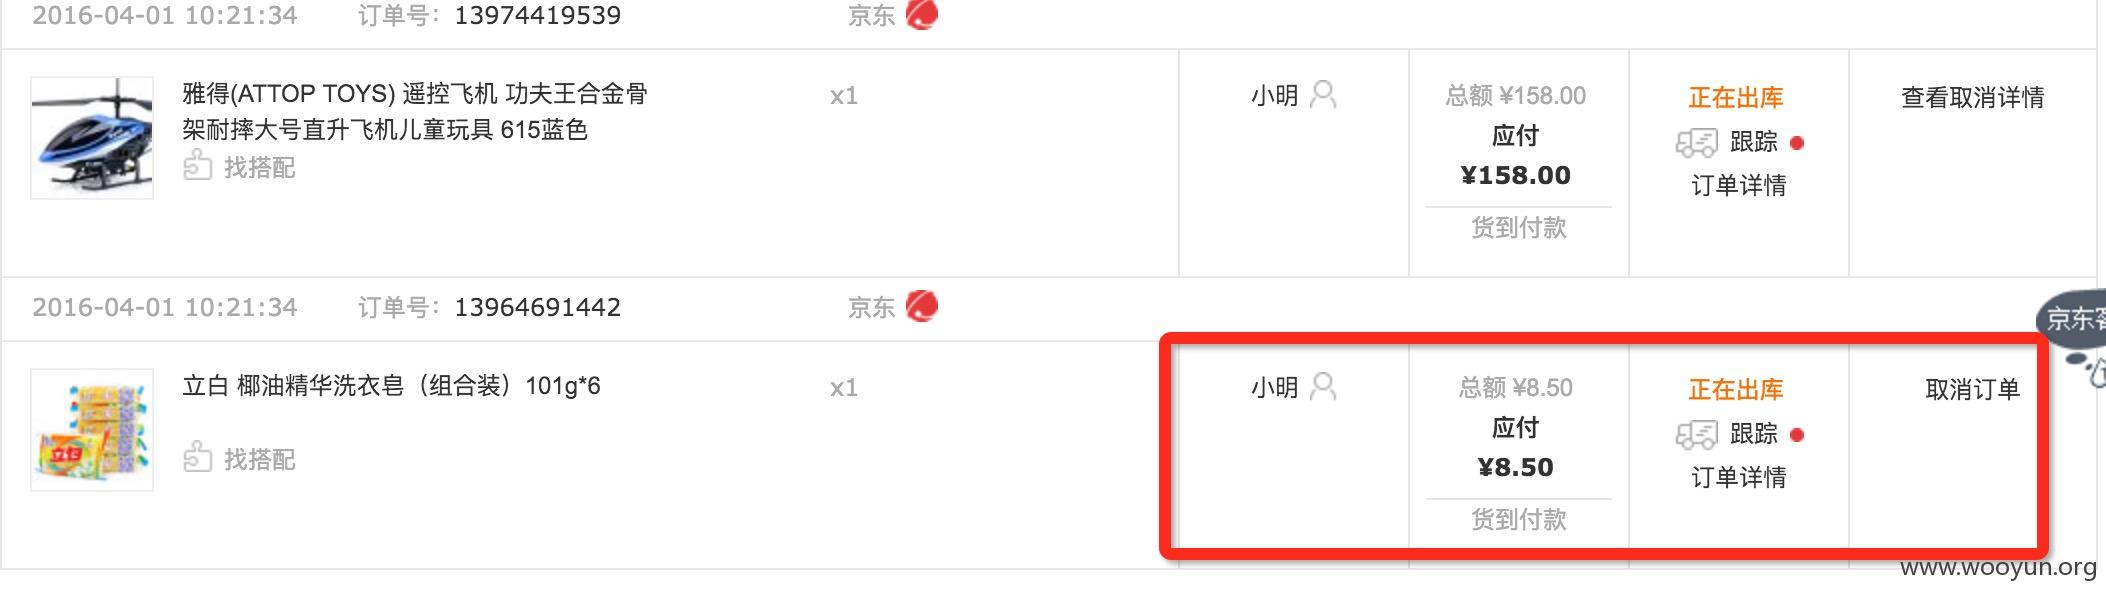 2016-04-01 10:21:34 订单号: 13974419539 京东
雅得(ATTOP TOYS) 遥控飞机 功夫王合金骨
架耐摔大号直升飞机儿童玩具 615蓝色
找搭配
x1
小明
总额 ¥158.00
应付
¥158.00
货到付款
正在出库
跟踪
订单详情
查看取消详情
2016-04-01 10:21:34 订单号: 13964691442 京东
立白 椰油精华洗衣皂（组合装）101g*6
找搭配
x1
小明
总额 ¥8.50
应付
¥8.50
货到付款
正在出库
跟踪
订单详情
取消订单
京东客
立白
www.wooyun.org